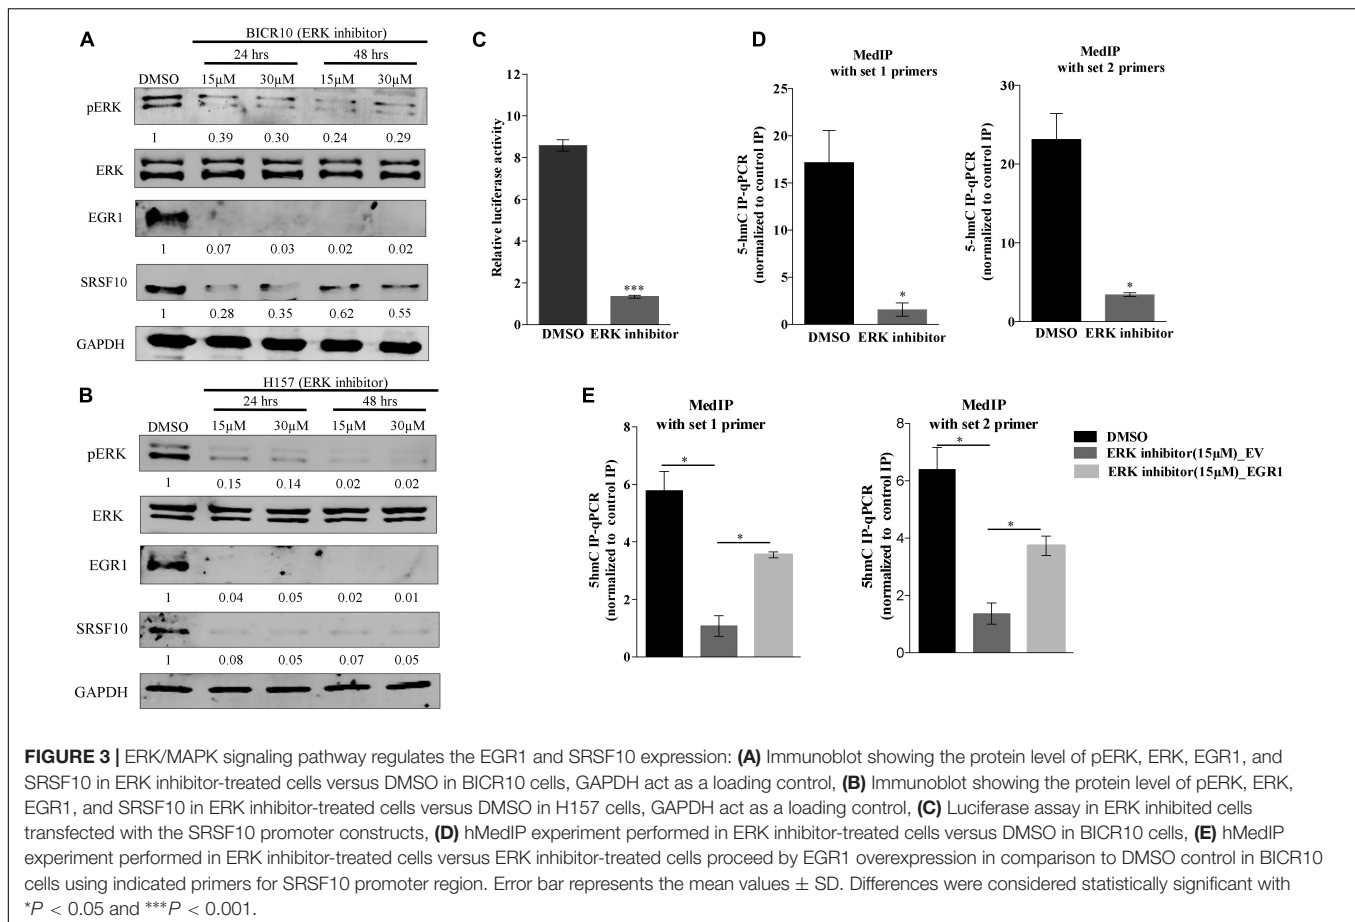 A
BICR10 (ERK inhibitor)
24 hrs 48 hrs
DMSO 15µM 30µM 15µM 30µM
pERK
1 0.39 0.30 0.24 0.29
ERK
EGR1
1 0.07 0.03 0.02 0.02
SRSF10
1 0.28 0.35 0.62 0.55
GAPDH
B
H157 (ERK inhibitor)
24 hrs 48 hrs
DMSO 15µM 30µM 15µM 30µM
pERK
1 0.15 0.14 0.02 0.02
ERK
EGR1
1 0.04 0.05 0.02 0.01
SRSF10
1 0.08 0.05 0.07 0.05
GAPDH
C
Relative luciferase activity
12
10
8
6
4
2
0
***
DMSO ERK inhibitor
D
MedIP
with set 1 primers
5-hmC IP-qPCR
(normalized to control IP)
25
20
15
10
5
0
*
DMSO ERK inhibitor
MedIP
with set 2 primers
5-hmC IP-qPCR
(normalized to control IP)
30
20
10
0
*
DMSO ERK inhibitor
E
MedIP
with set 1 primer
5hmC IP-qPCR
(normalized to control IP)
8
6
4
2
0
*
*
MedIP
with set 2 primer
5hmC IP-qPCR
(normalized to control IP)
8
6
4
2
0
*
*
DMSO
ERK inhibitor(15µM)_EV
ERK inhibitor(15µM)_EGR1
FIGURE 3 | ERK/MAPK signaling pathway regulates the EGR1 and SRSF10 expression: (A) Immunoblot showing the protein level of pERK, ERK, EGR1, and
SRSF10 in ERK inhibitor-treated cells versus DMSO in BICR10 cells, GAPDH act as a loading control, (B) Immunoblot showing the protein level of pERK, ERK,
EGR1, and SRSF10 in ERK inhibitor-treated cells versus DMSO in H157 cells, GAPDH act as a loading control, (C) Luciferase assay in ERK inhibited cells
transfected with the SRSF10 promoter constructs, (D) hMedIP experiment performed in ERK inhibitor-treated cells versus DMSO in BICR10 cells, (E) hMedIP
experiment performed in ERK inhibitor-treated cells versus ERK inhibitor-treated cells proceed by EGR1 overexpression in comparison to DMSO control in BICR10
cells using indicated primers for SRSF10 promoter region. Error bar represents the mean values ± SD. Differences were considered statistically significant with
*P < 0.05 and ***P < 0.001.